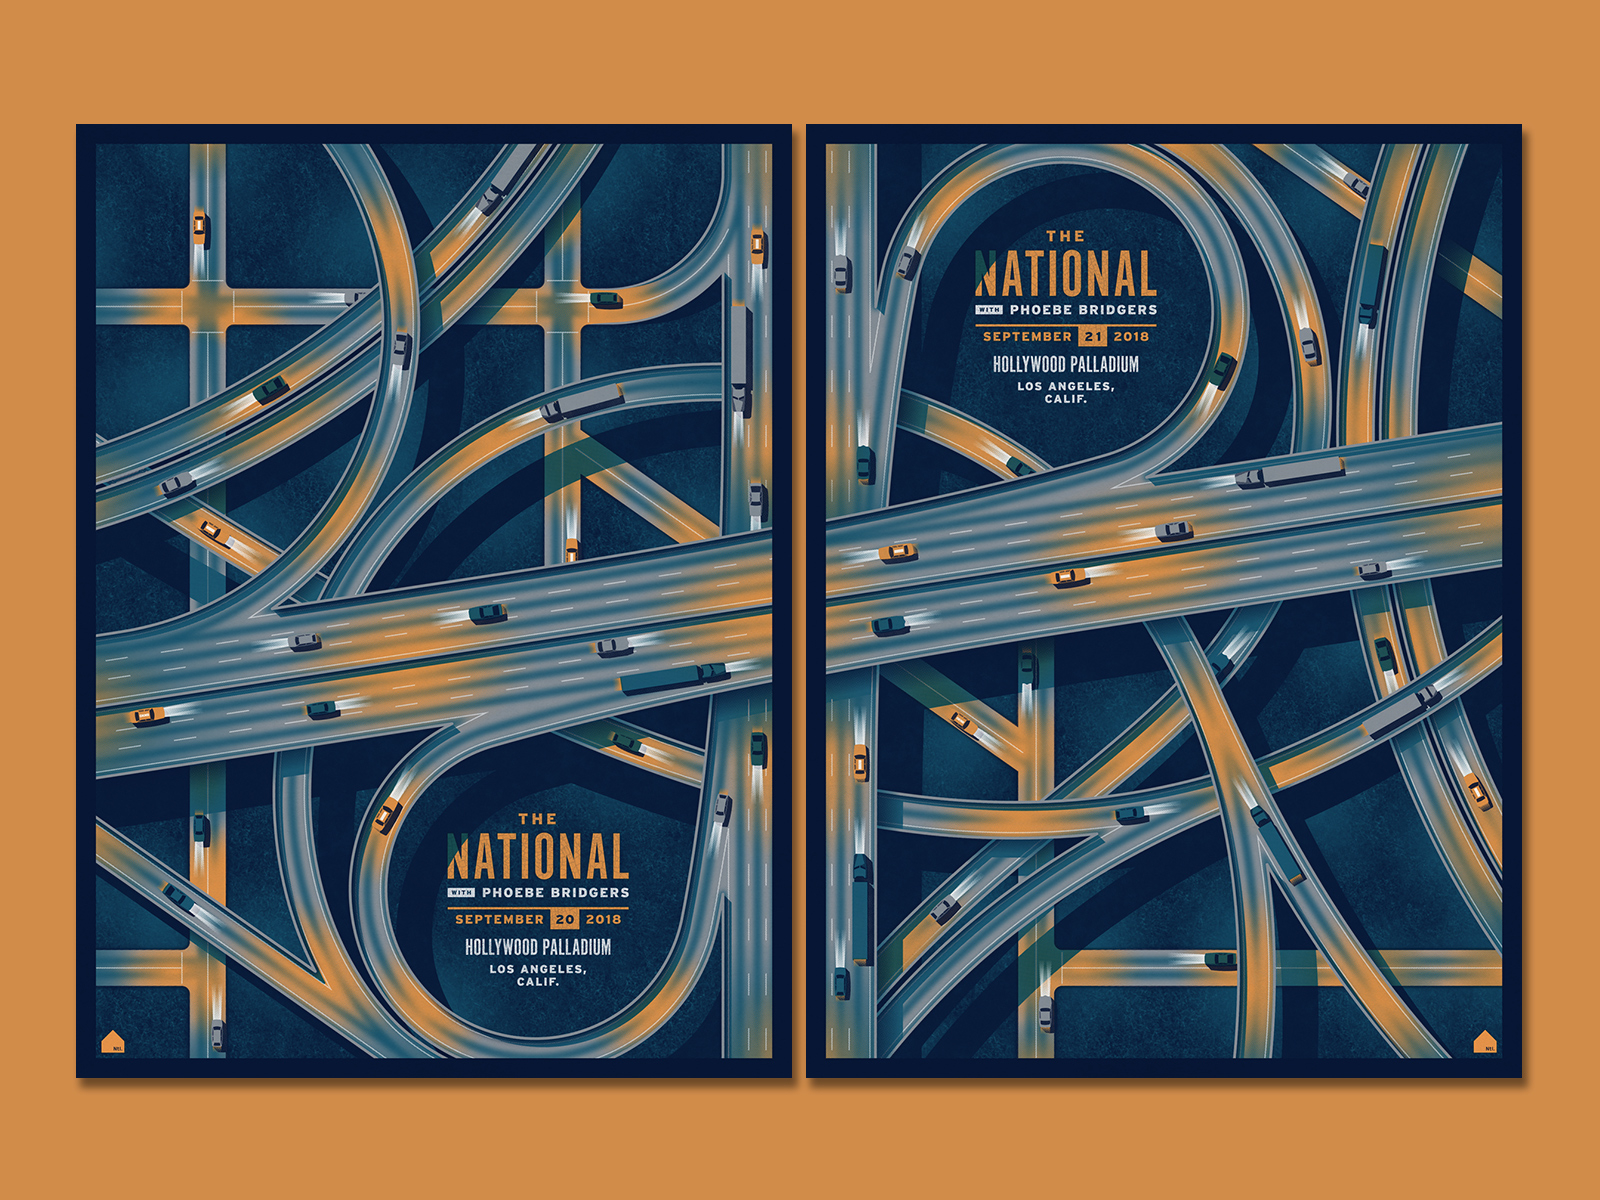 THE
NATIONAL
WITH PHOEBE BRIDGERS
SEPTEMBER 20 2018
HOLLYWOOD PALLADIUM
LOS ANGELES,
CALIF.
THE
NATIONAL
WITH PHOEBE BRIDGERS
SEPTEMBER 21 2018
HOLLYWOOD PALLADIUM
LOS ANGELES,
CALIF.